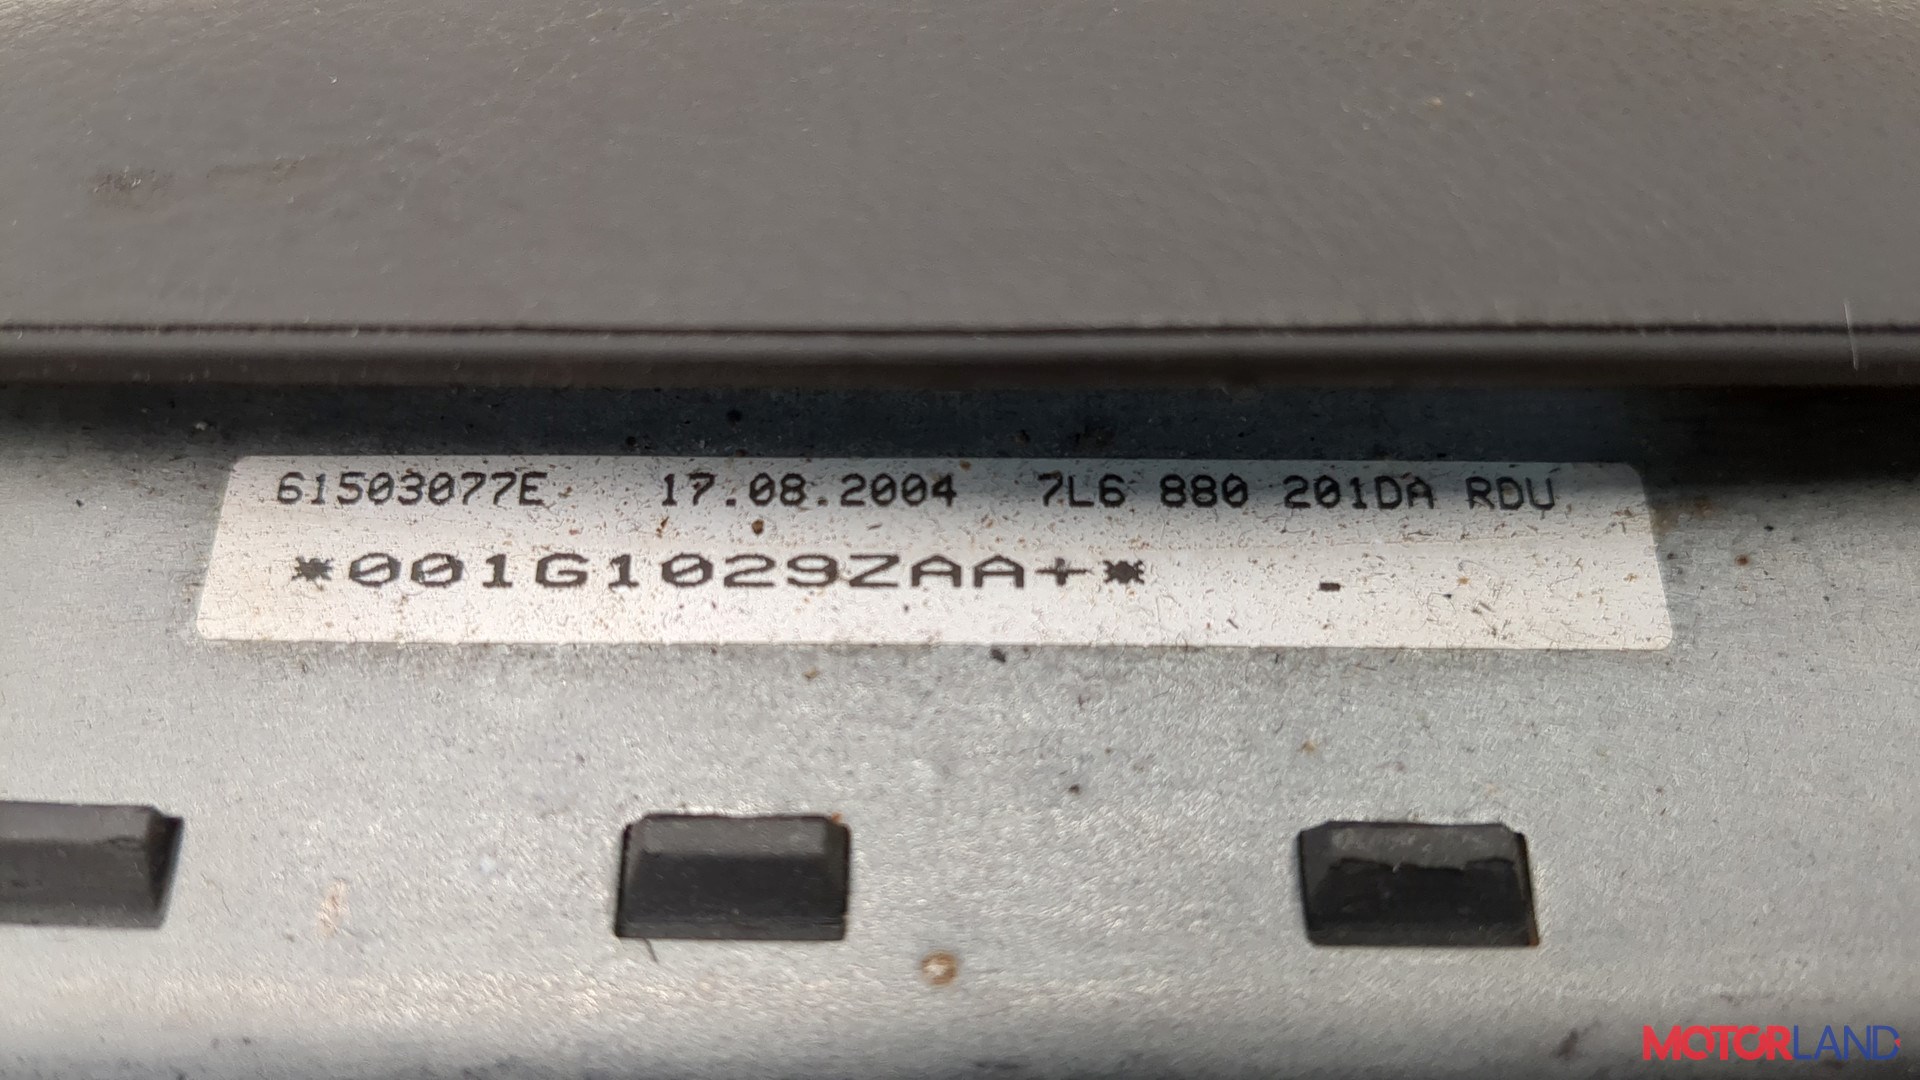 61503077E 17.08.2004 7L6 880 201DA RDU
*001G1029ZAA+* -
MOTORLAND